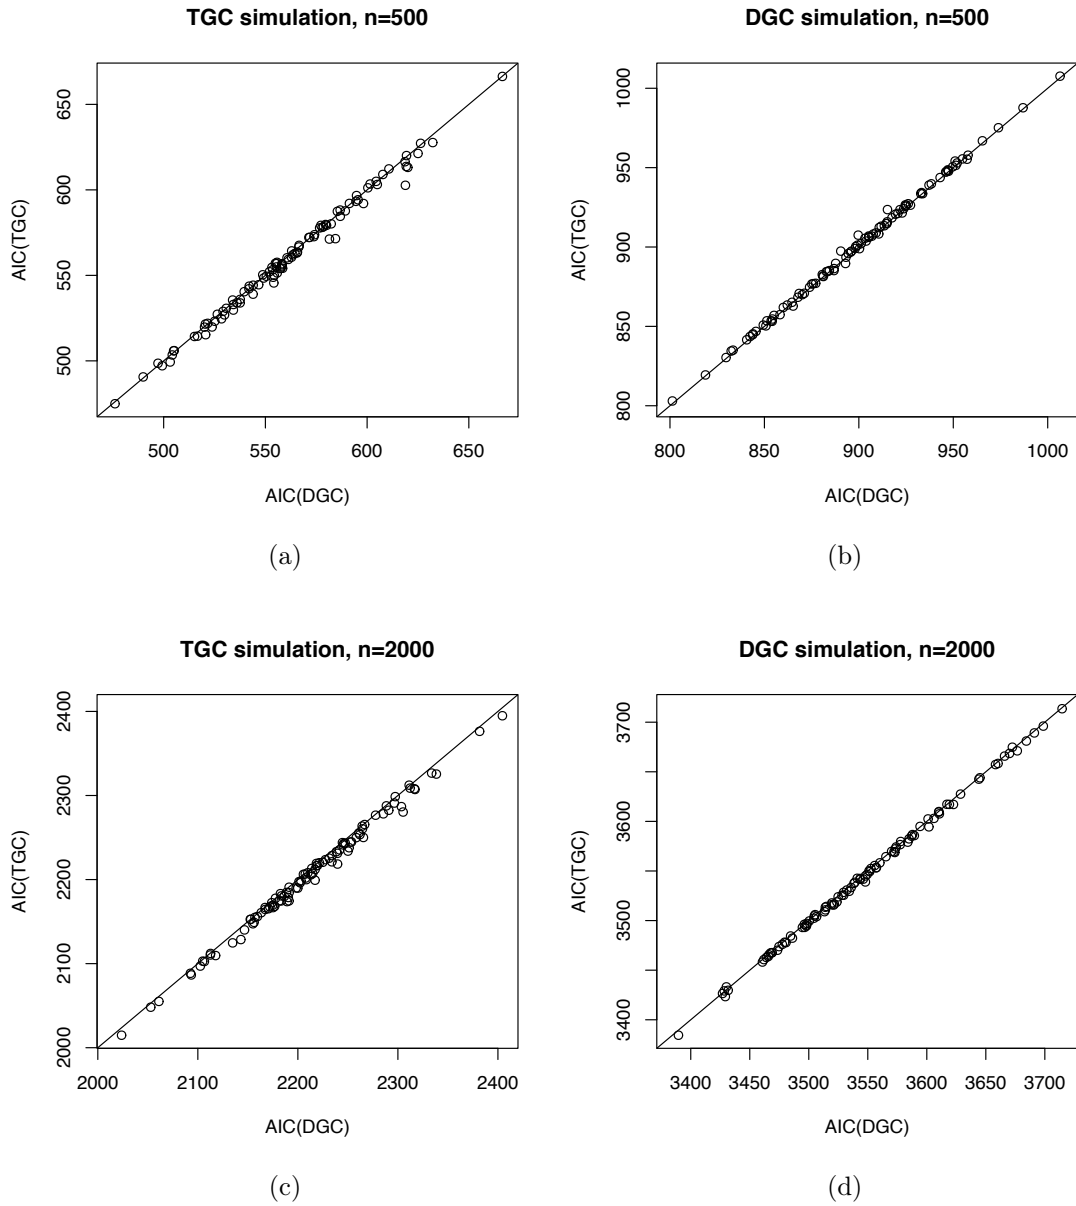 TGC simulation, n=500
AIC(TGC)
650
600
550
500
500 550 600 650
AIC(DGC)
(a)
DGC simulation, n=500
AIC(TGC)
1000
950
900
850
800
800 850 900 950 1000
AIC(DGC)
(b)
TGC simulation, n=2000
AIC(TGC)
2400
2300
2200
2100
2000
2000 2100 2200 2300 2400
AIC(DGC)
(c)
DGC simulation, n=2000
AIC(TGC)
3700
3600
3500
3400
3400 3450 3500 3550 3600 3650 3700
AIC(DGC)
(d)